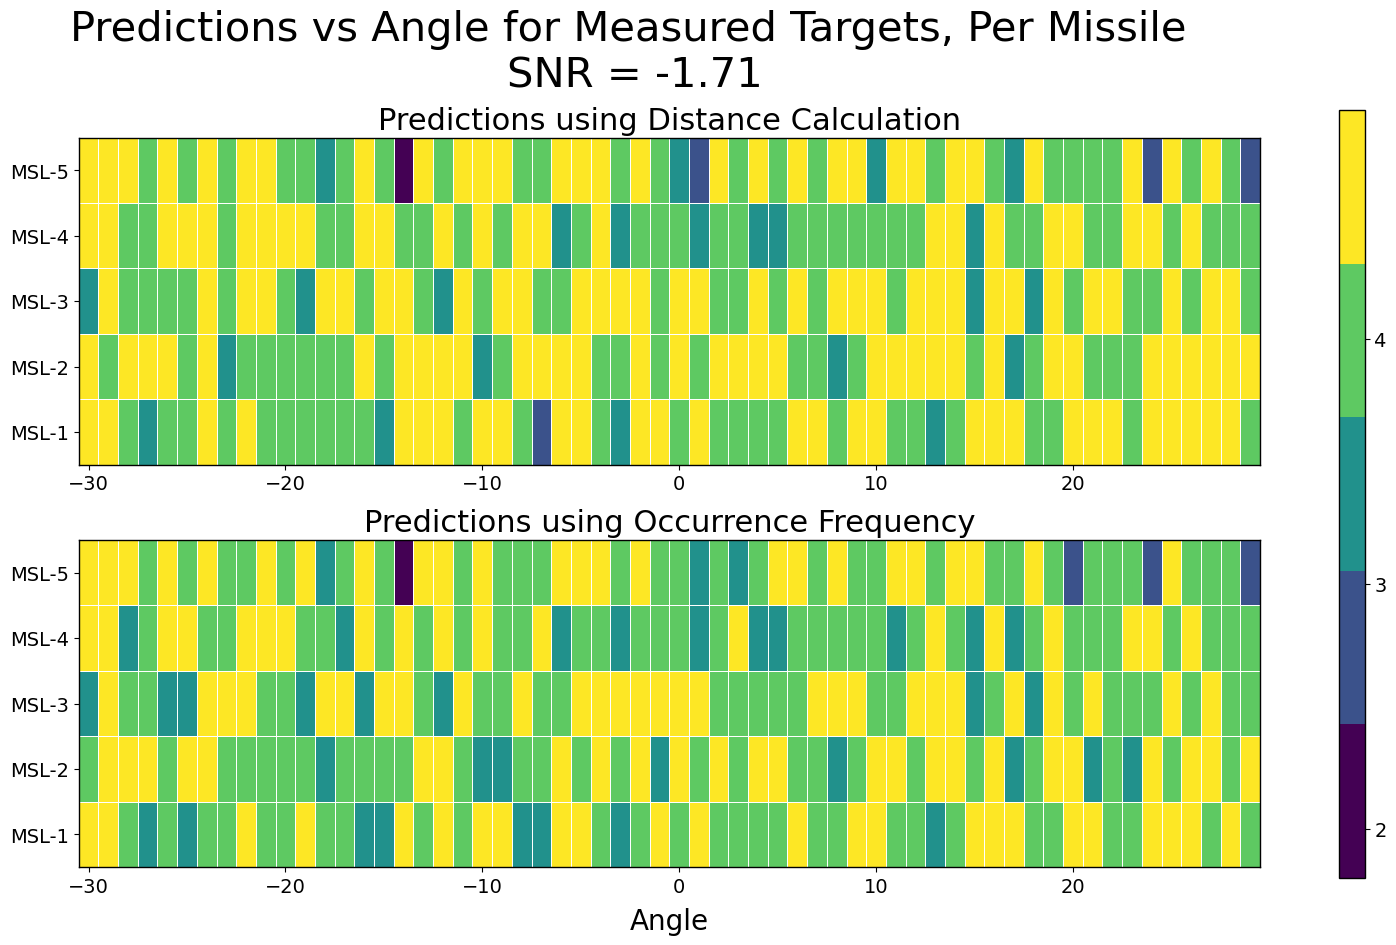 Predictions vs Angle for Measured Targets, Per Missile
SNR = -1.71
Predictions using Distance Calculation
MSL-5
MSL-4
MSL-3
MSL-2
MSL-1
−30 −20 −10 0 10 20
Predictions using Occurrence Frequency
MSL-5
MSL-4
MSL-3
MSL-2
MSL-1
−30 −20 −10 0 10 20
Angle
4
3
2